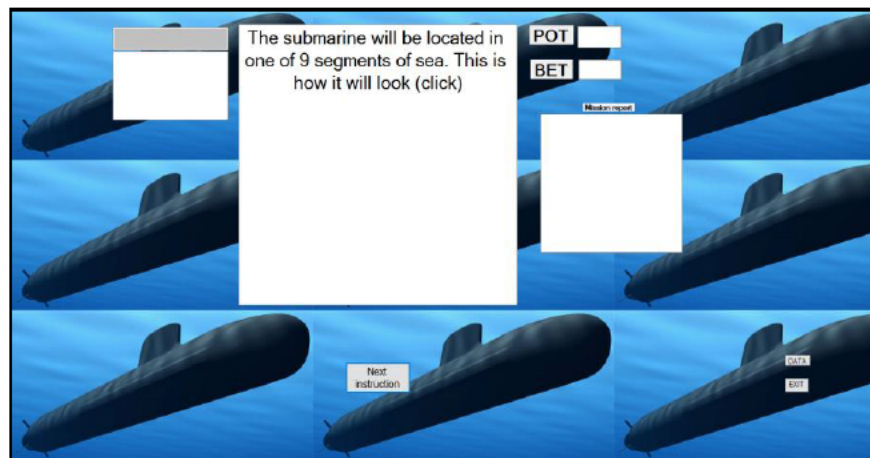 The submarine will be located in
one of 9 segments of sea. This is
how it will look (click)
POT
BET
Mission report
Next
instruction
DATA
EXIT